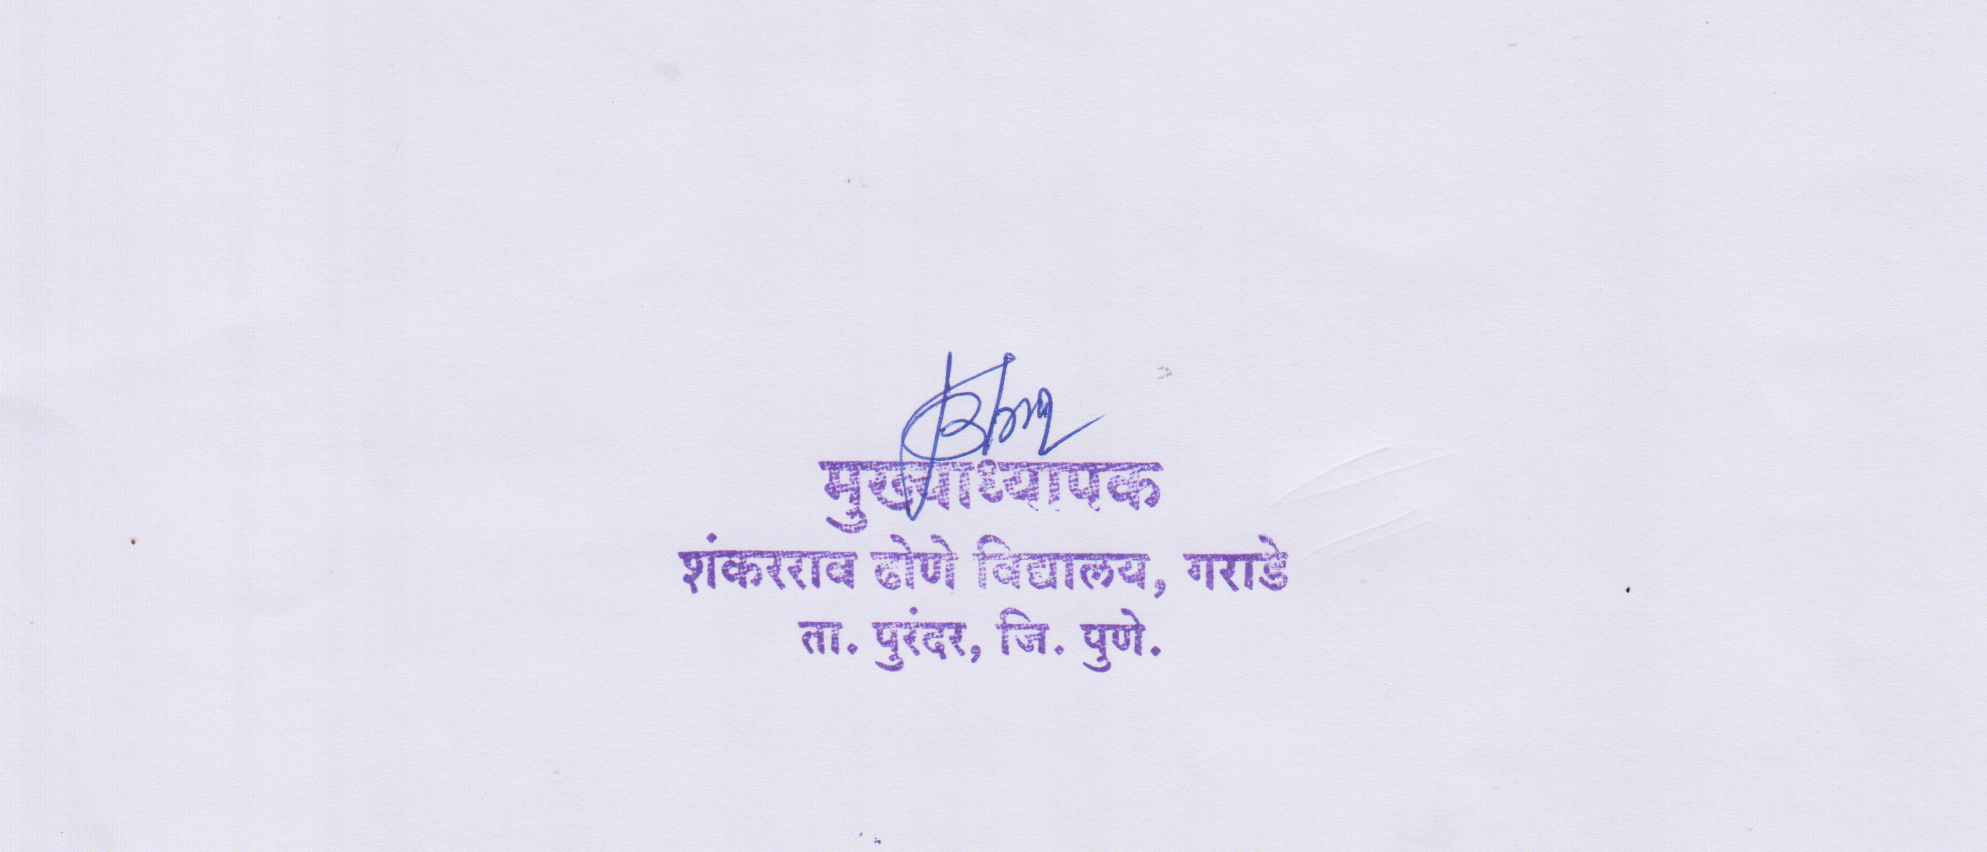 मुख्याध्यापक
शंकरराव ढोणे विद्यालय, गराडे
ता. पुरंदर, जि. पुणे.